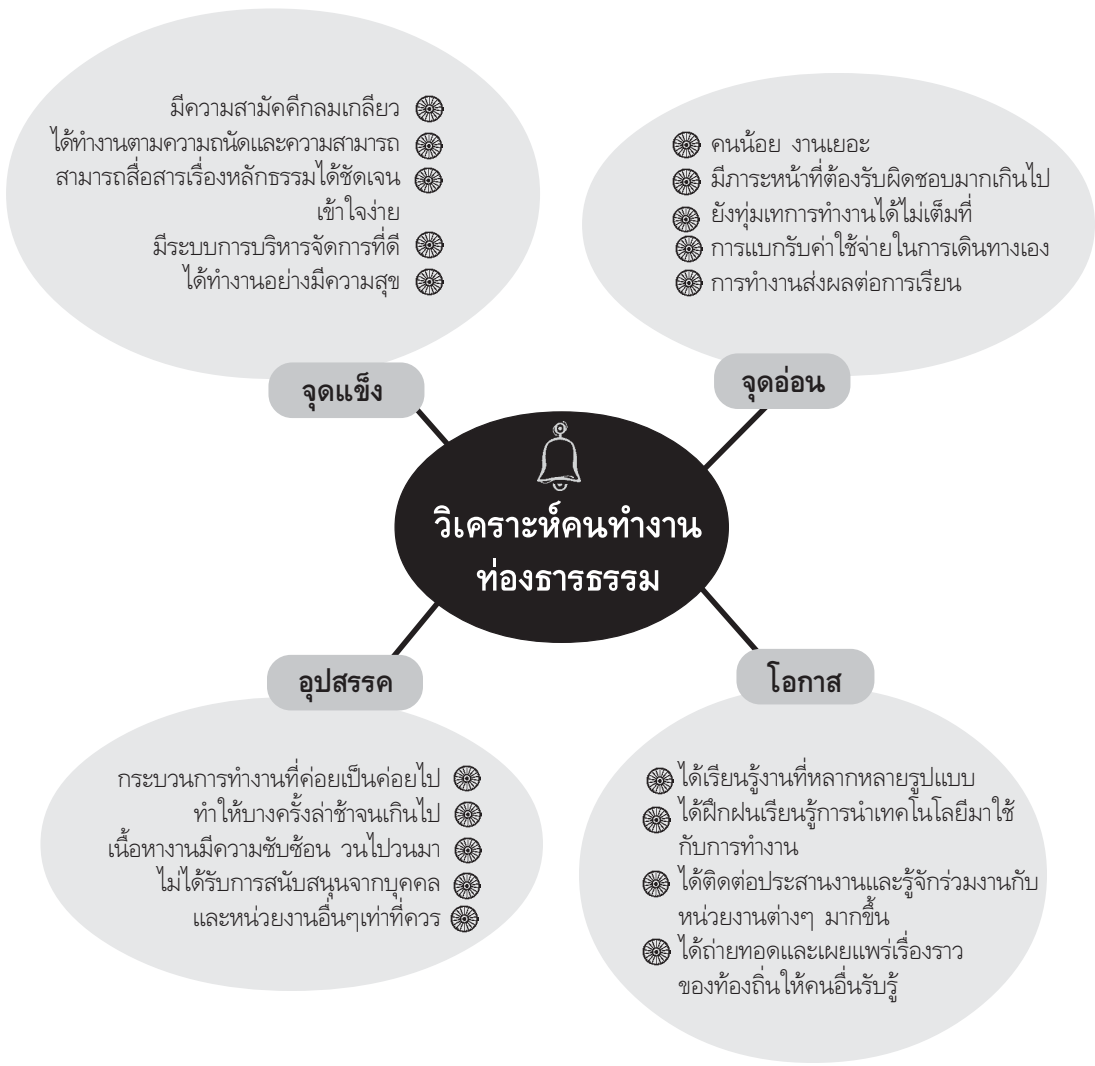 มีความสามัคคีกลมเกลียว
ได้ทำงานตามความถนัดและความสามารถ
สามารถสื่อสารเรื่องหลักธรรมได้ชัดเจน
เข้าใจง่าย
มีระบบการบริหารจัดการที่ดี
ได้ทำงานอย่างมีความสุข
จุดแข็ง
คนน้อย งานเยอะ
มีภาระหน้าที่ต้องรับผิดชอบมากเกินไป
ยังทุ่มเทการทำงานได้ไม่เต็มที่
การแบกรับค่าใช้จ่ายในการเดินทางเอง
การทำงานส่งผลต่อการเรียน
จุดอ่อน
วิเคราะห์คนทำงาน
ท่องธารธรรม
อุปสรรค
กระบวนการทำงานที่ค่อยเป็นค่อยไป
ทำให้บางครั้งล่าช้าจนเกินไป
เนื้อหางานมีความซับซ้อน วนไปวนมา
ไม่ได้รับการสนับสนุนจากบุคคล
และหน่วยงานอื่นๆเท่าที่ควร
โอกาส
ได้เรียนรู้งานที่หลากหลายรูปแบบ
ได้ฝึกฝนเรียนรู้การนำเทคโนโลยีมาใช้
กับการทำงาน
ได้ติดต่อประสานงานและรู้จักร่วมงานกับ
หน่วยงานต่างๆ มากขึ้น
ได้ถ่ายทอดและเผยแพร่เรื่องราว
ของท้องถิ่นให้คนอื่นรับรู้